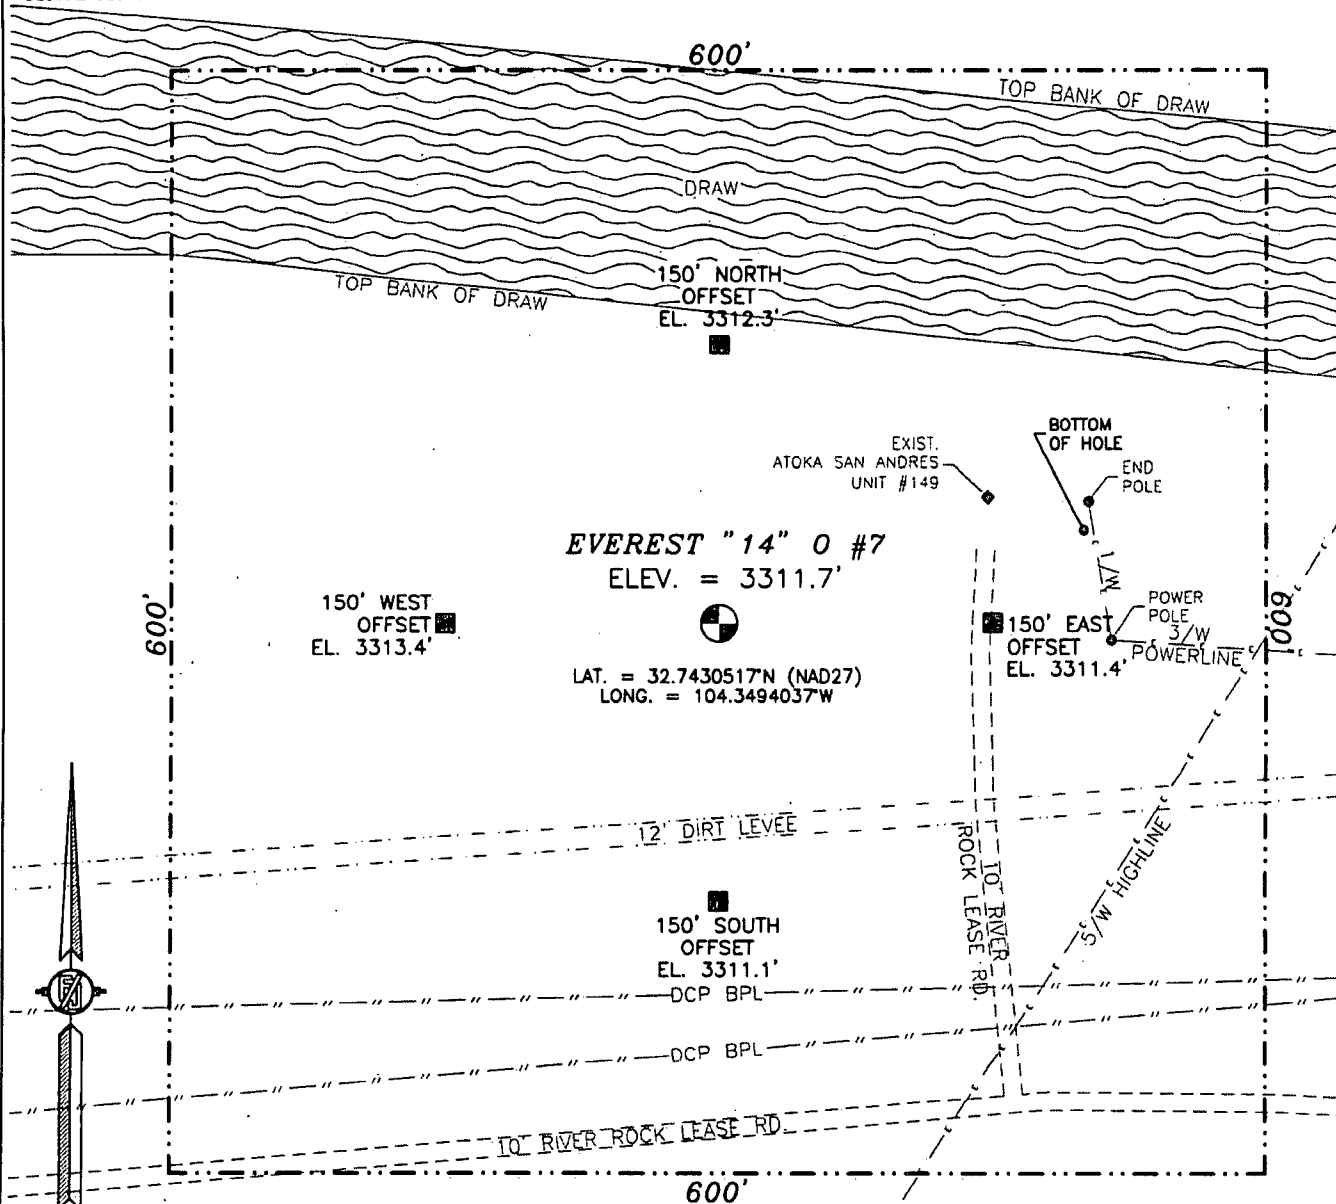 600'
TOP BANK OF DRAW
DRAW
TOP BANK OF DRAW
150' NORTH
OFFSET
EL. 3312.3'
BOTTOM
OF HOLE
EXIST.
ATOKA SAN ANDRES
UNIT #149
END
POLE
EVEREST "14" O #7
ELEV. = 3311.7'
1/W
600'
150' WEST
OFFSET
EL. 3313.4'
150' EAST
OFFSET
EL. 3311.4'
POWER
POLE
3/W
POWERLINE
600'
LAT. = 32.7430517°N (NAD27)
LONG. = 104.3494037°W
12' DIRT LEVEE
10' RIVER
ROCK LEASE RD.
5/W HIGHLINE
150' SOUTH
OFFSET
EL. 3311.1'
DCP BPL
DCP BPL
10' RIVER ROCK LEASE RD.
600'